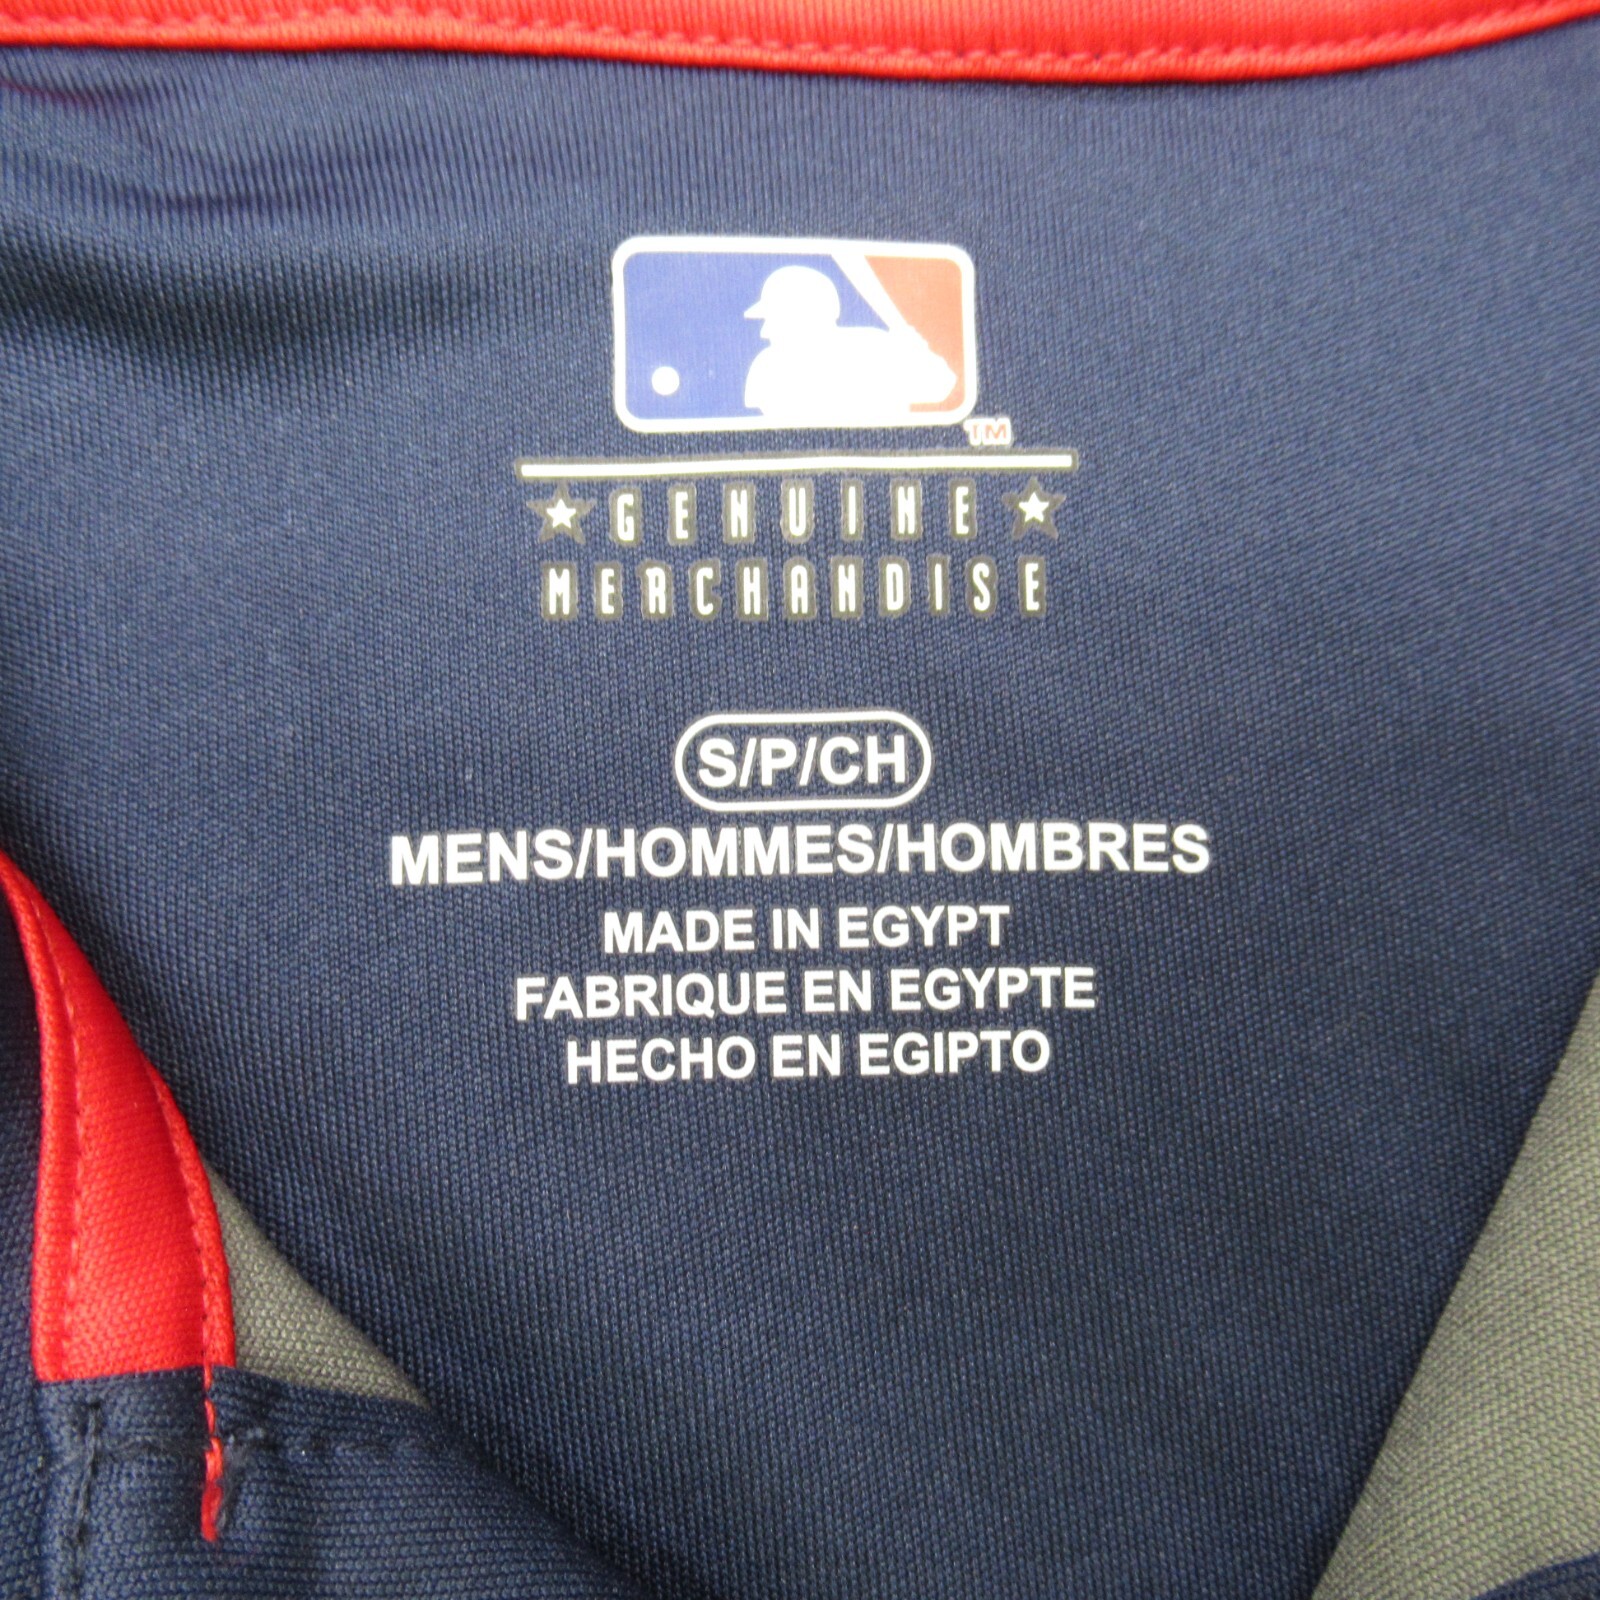 TM
GENUINE
MERCHANDISE
S/P/CH
MENS/HOMMES/HOMBRES
MADE IN EGYPT
FABRIQUE EN EGYPTE
HECHO EN EGIPTO